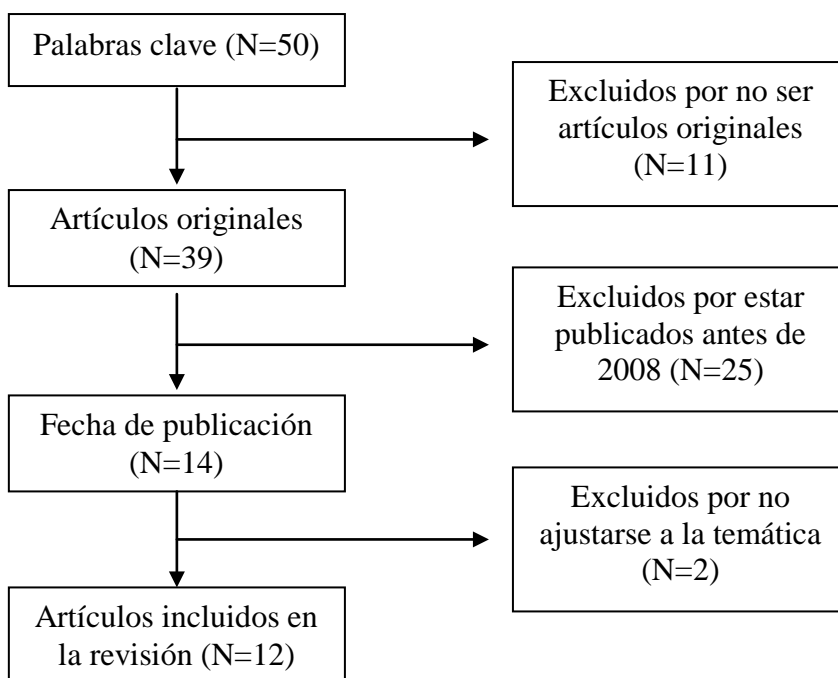 Palabras clave (N=50)
Excluidos por no ser
artículos originales
(N=11)
Artículos originales
(N=39)
Excluidos por estar
publicados antes de
2008 (N=25)
Fecha de publicación
(N=14)
Excluidos por no
ajustarse a la temática
(N=2)
Artículos incluidos en
la revisión (N=12)